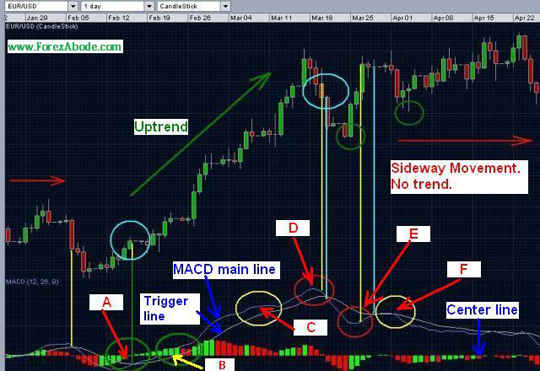 EUR/USD 1 day CandleStick
Jan 29 Feb 05 Feb 12 Feb 19 Feb 26 Mar 04 Mar 11 Mar 18 Mar 25 Apr 01 Apr 08 Apr 15 Apr 22
EUR/USD (CandleStick)
www.ForexAbode.com
Uptrend
Sideway Movement.
No trend.
D
E
F
MACD main line
MACD (12, 26, 9)
A
Trigger
line
C
Center line
B